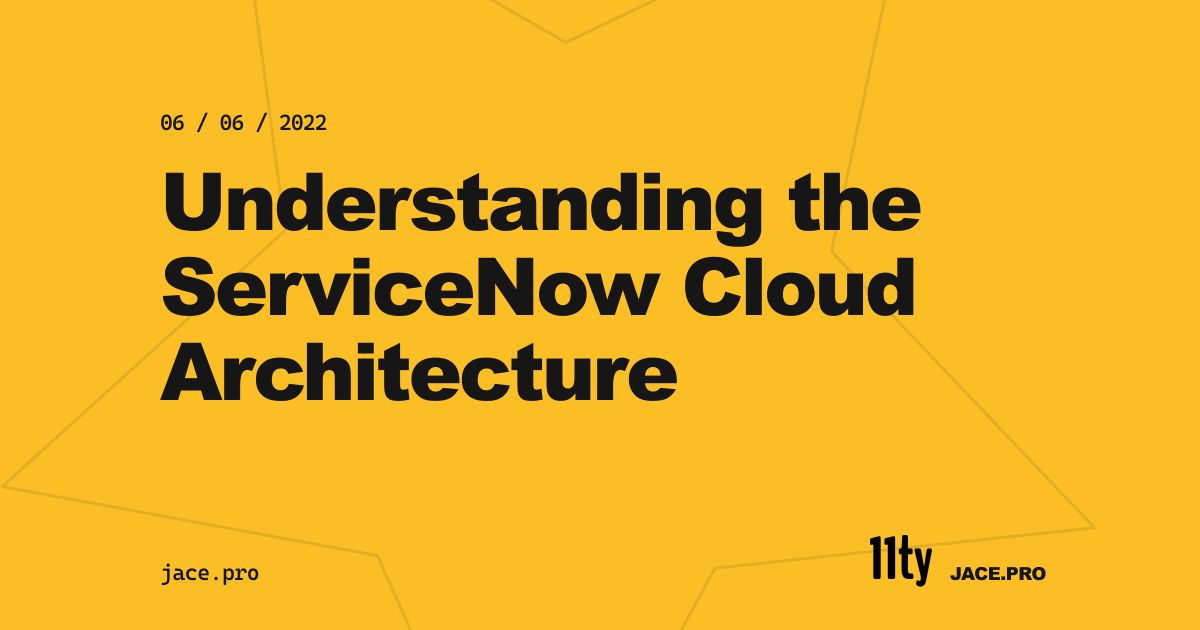 06 / 06 / 2022
Understanding the
ServiceNow Cloud
Architecture
jace.pro
11ty JACE.PRO